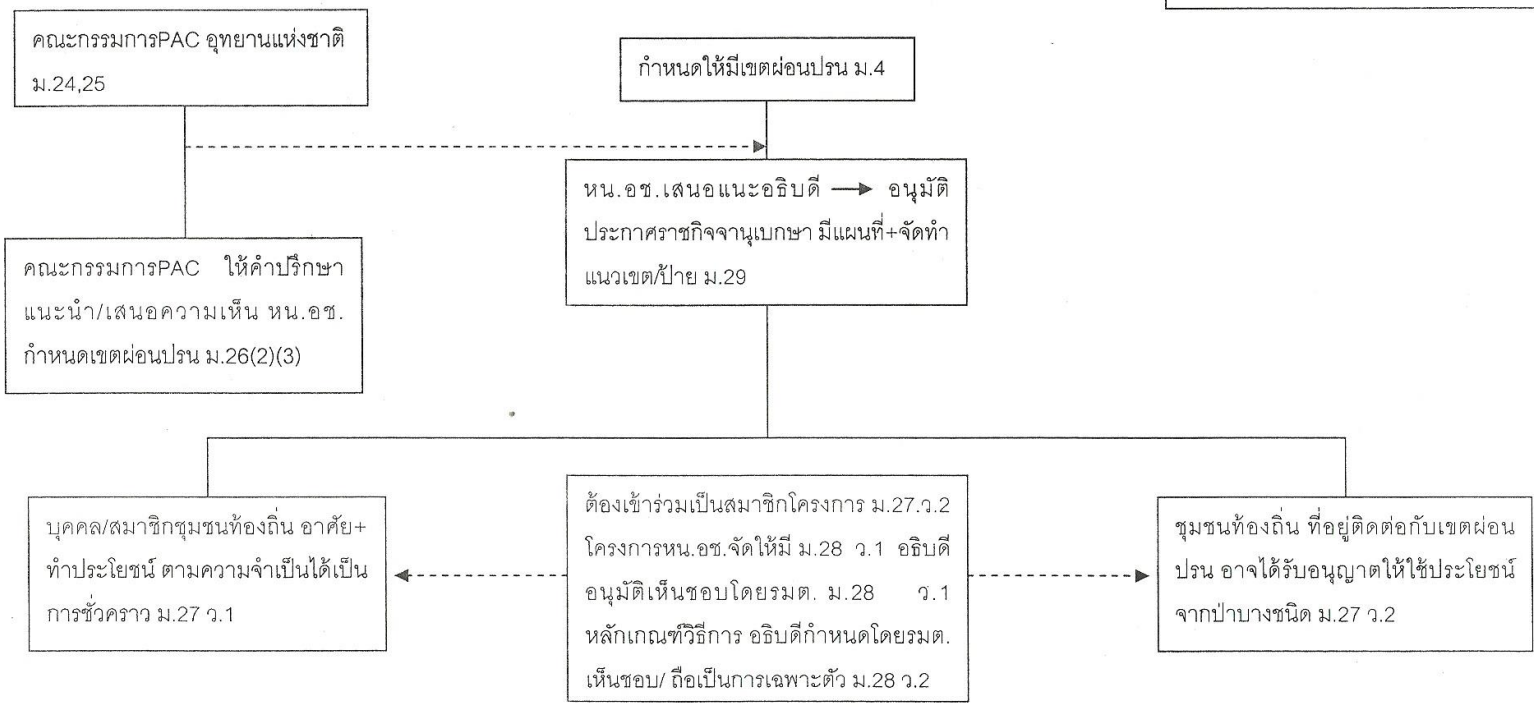 คณะกรรมการPAC อุทยานแห่งชาติ
ม.24,25
กำหนดให้มีเขตผ่อนปรน ม.4
หน.อช.เสนอแนะอธิบดี → อนุมัติ
ประกาศราชกิจจานุเบกษา มีแผนที่+จัดทำ
แนวเขต/ป้าย ม.29
คณะกรรมการPAC ให้คำปรึกษา
แนะนำ/เสนอความเห็น หน.อช.
กำหนดเขตผ่อนปรน ม.26(2)(3)
บุคคล/สมาชิกชุมชนท้องถิ่น อาศัย+
ทำประโยชน์ ตามความจำเป็นได้เป็น
การชั่วคราว ม.27 ว.1
ต้องเข้าร่วมเป็นสมาชิกโครงการ ม.27.ว.2
โครงการหน.อช.จัดให้มี ม.28 ว.1 อธิบดี
อนุมัติเห็นชอบโดยรมต. ม.28 ว.1
หลักเกณฑ์วิธีการ อธิบดีกำหนดโดยรมต.
เห็นชอบ/ ถือเป็นการเฉพาะตัว ม.28 ว.2
ชุมชนท้องถิ่น ที่อยู่ติดต่อกับเขตผ่อน
ปรน อาจได้รับอนุญาตให้ใช้ประโยชน์
จากป่าบางชนิด ม.27 ว.2